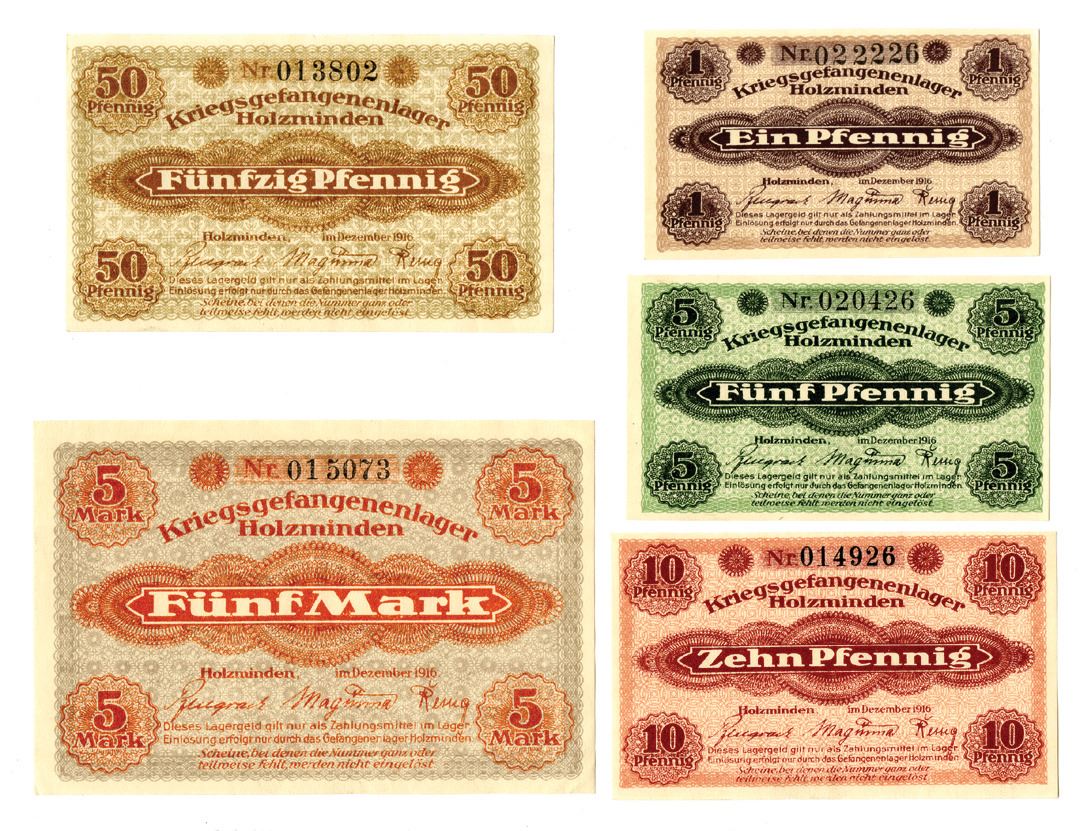 50 Pfennig Nr. 013802 50 Pfennig
Kriegsgefangenenlager
Holzminden
Fünfzig Pfennig
Holzminden, im Dezember 1916
50 Pfennig 50 Pfennig
Dieses Lagergeld gilt nur als Zahlungsmittel im Lager.
Einlösung erfolgt nur durch das Gefangenenlager Holzminden.
Scheine, bei denen die Nummer ganz oder
teilweise fehlt, werden nicht eingelöst.
5 Mark Nr. 015073 5 Mark
Kriegsgefangenenlager
Holzminden
Fünf Mark
Holzminden, im Dezember 1916
5 Mark 5 Mark
Dieses Lagergeld gilt nur als Zahlungsmittel im Lager.
Einlösung erfolgt nur durch das Gefangenenlager Holzminden.
Scheine, bei denen die Nummer ganz oder
teilweise fehlt, werden nicht eingelöst.
1 Pfennig Nr. 022226 1 Pfennig
Kriegsgefangenenlager
Holzminden
Ein Pfennig
Holzminden, im Dezember 1916
1 Pfennig 1 Pfennig
Dieses Lagergeld gilt nur als Zahlungsmittel im Lager.
Einlösung erfolgt nur durch das Gefangenenlager Holzminden.
Scheine, bei denen die Nummer ganz oder
teilweise fehlt, werden nicht eingelöst.
5 Pfennig Nr. 020426 5 Pfennig
Kriegsgefangenenlager
Holzminden
Fünf Pfennig
Holzminden, im Dezember 1916
5 Pfennig 5 Pfennig
Dieses Lagergeld gilt nur als Zahlungsmittel im Lager.
Einlösung erfolgt nur durch das Gefangenenlager Holzminden.
Scheine, bei denen die Nummer ganz oder
teilweise fehlt, werden nicht eingelöst.
10 Pfennig Nr. 014926 10 Pfennig
Kriegsgefangenenlager
Holzminden
Zehn Pfennig
Holzminden, im Dezember 1916
10 Pfennig 10 Pfennig
Dieses Lagergeld gilt nur als Zahlungsmittel im Lager.
Einlösung erfolgt nur durch das Gefangenenlager Holzminden.
Scheine, bei denen die Nummer ganz oder
teilweise fehlt, werden nicht eingelöst.